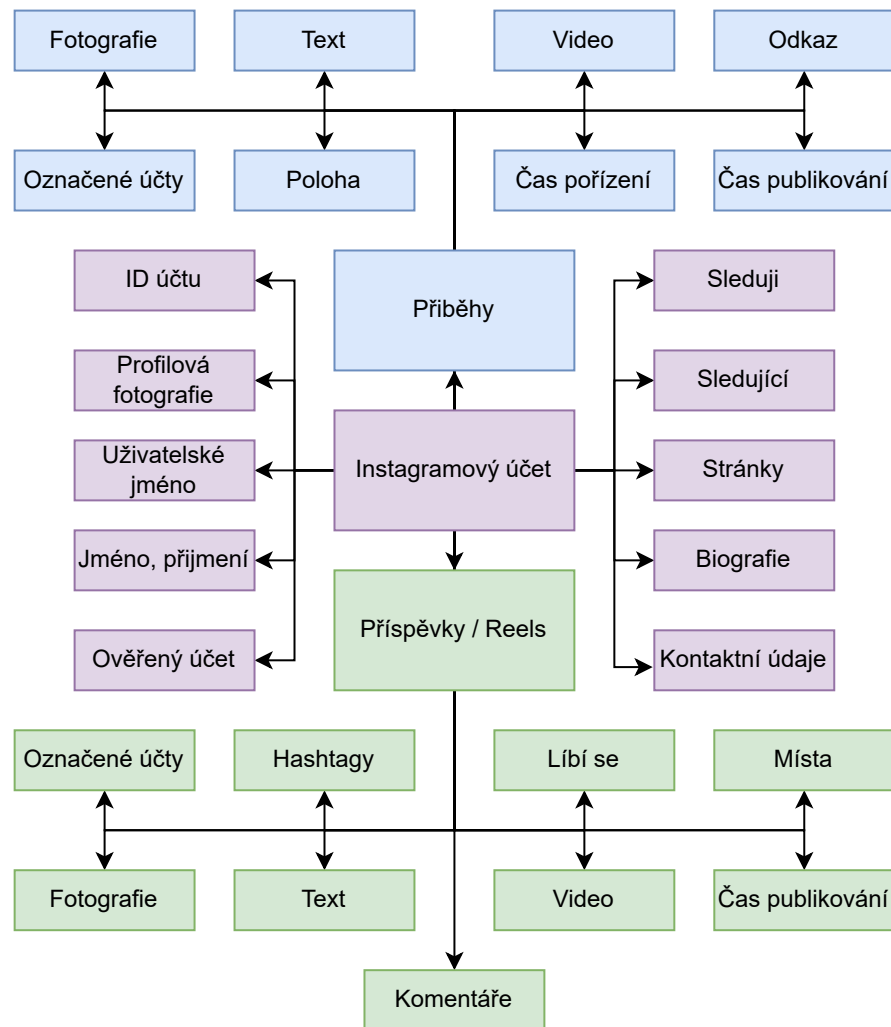 Fotografie
Text
Video
Odkaz
Označené účty
Poloha
Čas pořízení
Čas publikování
ID účtu
Přiběhy
Sleduji
Profilová
fotografie
Sledující
Uživatelské
jméno
Instagramový účet
Stránky
Jméno, přijmení
Biografie
Příspěvky / Reels
Ověřený účet
Kontaktní údaje
Označené účty
Hashtagy
Líbí se
Místa
Fotografie
Text
Video
Čas publikování
Komentáře